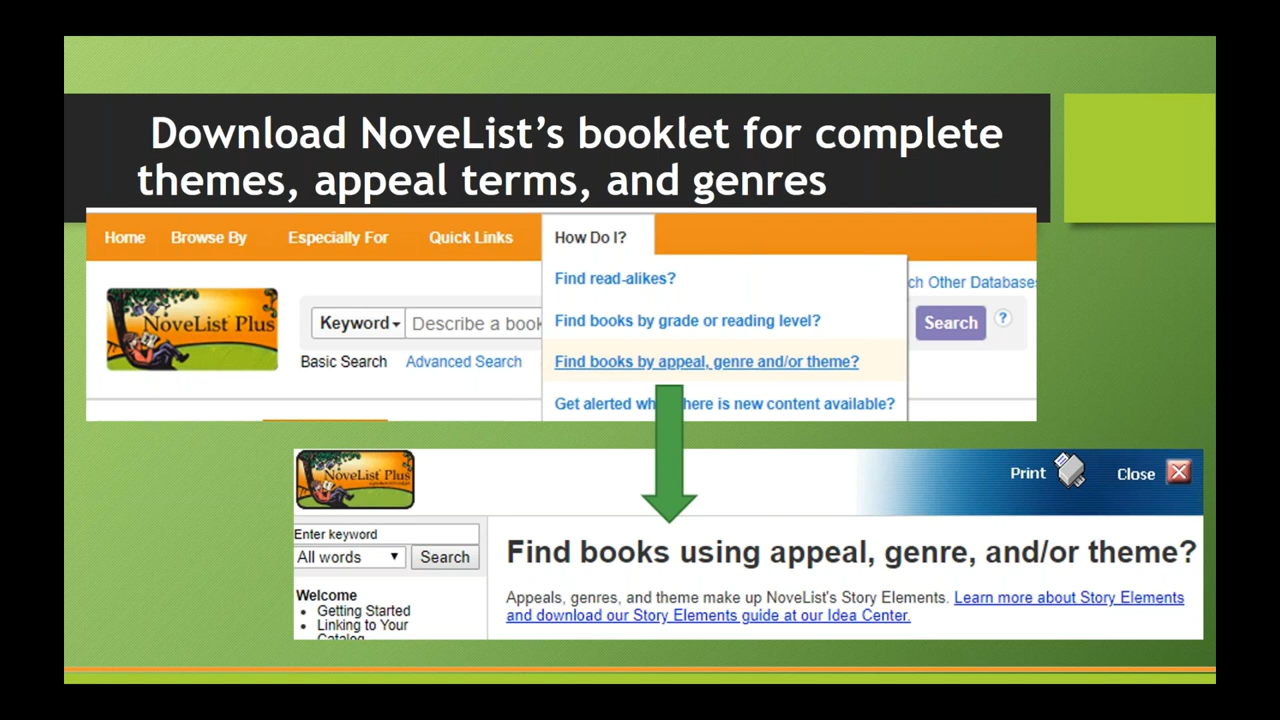 Download NoveList's booklet for complete
themes, appeal terms, and genres
Home Browse By Especially For Quick Links How Do I?
Find read-alikes?
ch Other Databases
NoveList Plus
Keyword Describe a book
Find books by grade or reading level?
Search ?
Basic Search Advanced Search
Find books by appeal, genre and/or theme?
Get alerted wh here is new content available?
NoveList Plus
Print Close
Enter keyword
All words Search
Find books using appeal, genre, and/or theme?
Welcome
Getting Started
Linking to Your
Catalog
Appeals, genres, and theme make up NoveList's Story Elements. Learn more about Story Elements
and download our Story Elements guide at our Idea Center.